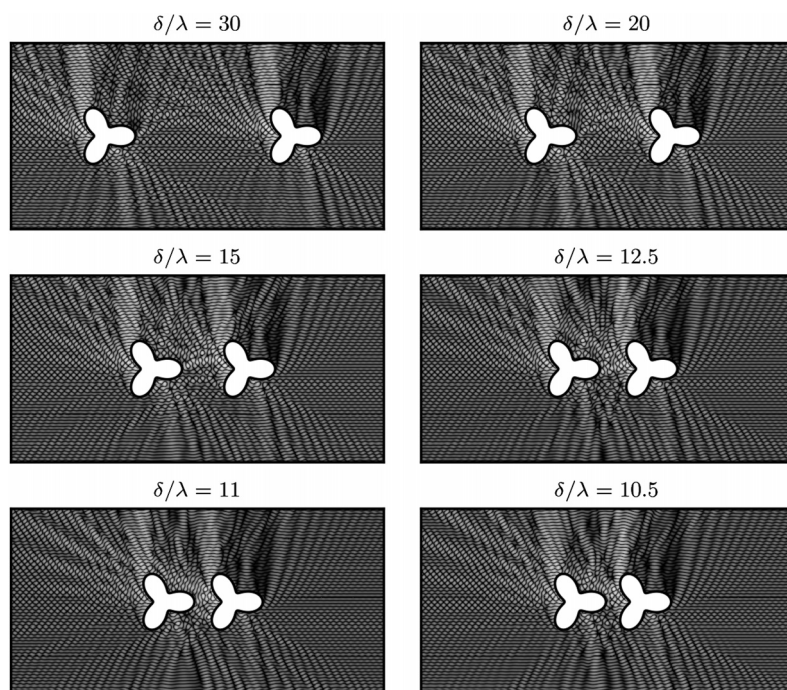 δ/λ = 30
δ/λ = 20
δ/λ = 15
δ/λ = 12.5
δ/λ = 11
δ/λ = 10.5